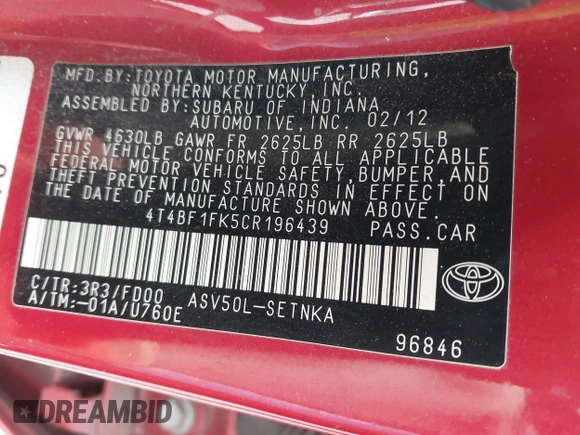 MFD.BY:TOYOTA MOTOR MANUFACTURING,
NORTHERN KENTUCKY,INC.
ASSEMBLED BY:SUBARU OF INDIANA
AUTOMOTIVE,INC. 02/12
GVWR 4630LB GAWR FR 2625LB RR 2625LB
THIS VEHICLE CONFORMS TO ALL APPLICABLE
FEDERAL MOTOR VEHICLE SAFETY, BUMPER,AND
THEFT PREVENTION STANDARDS IN EFFECT ON
THE DATE OF MANUFACTURE SHOWN ABOVE.
4T4BF1FK5CR196439 PASS.CAR
C/TR:3R3/FD00 ASV50L-SETNKA
A/TM:-01A/U760E
TOYOTA
96846
DREAMBID